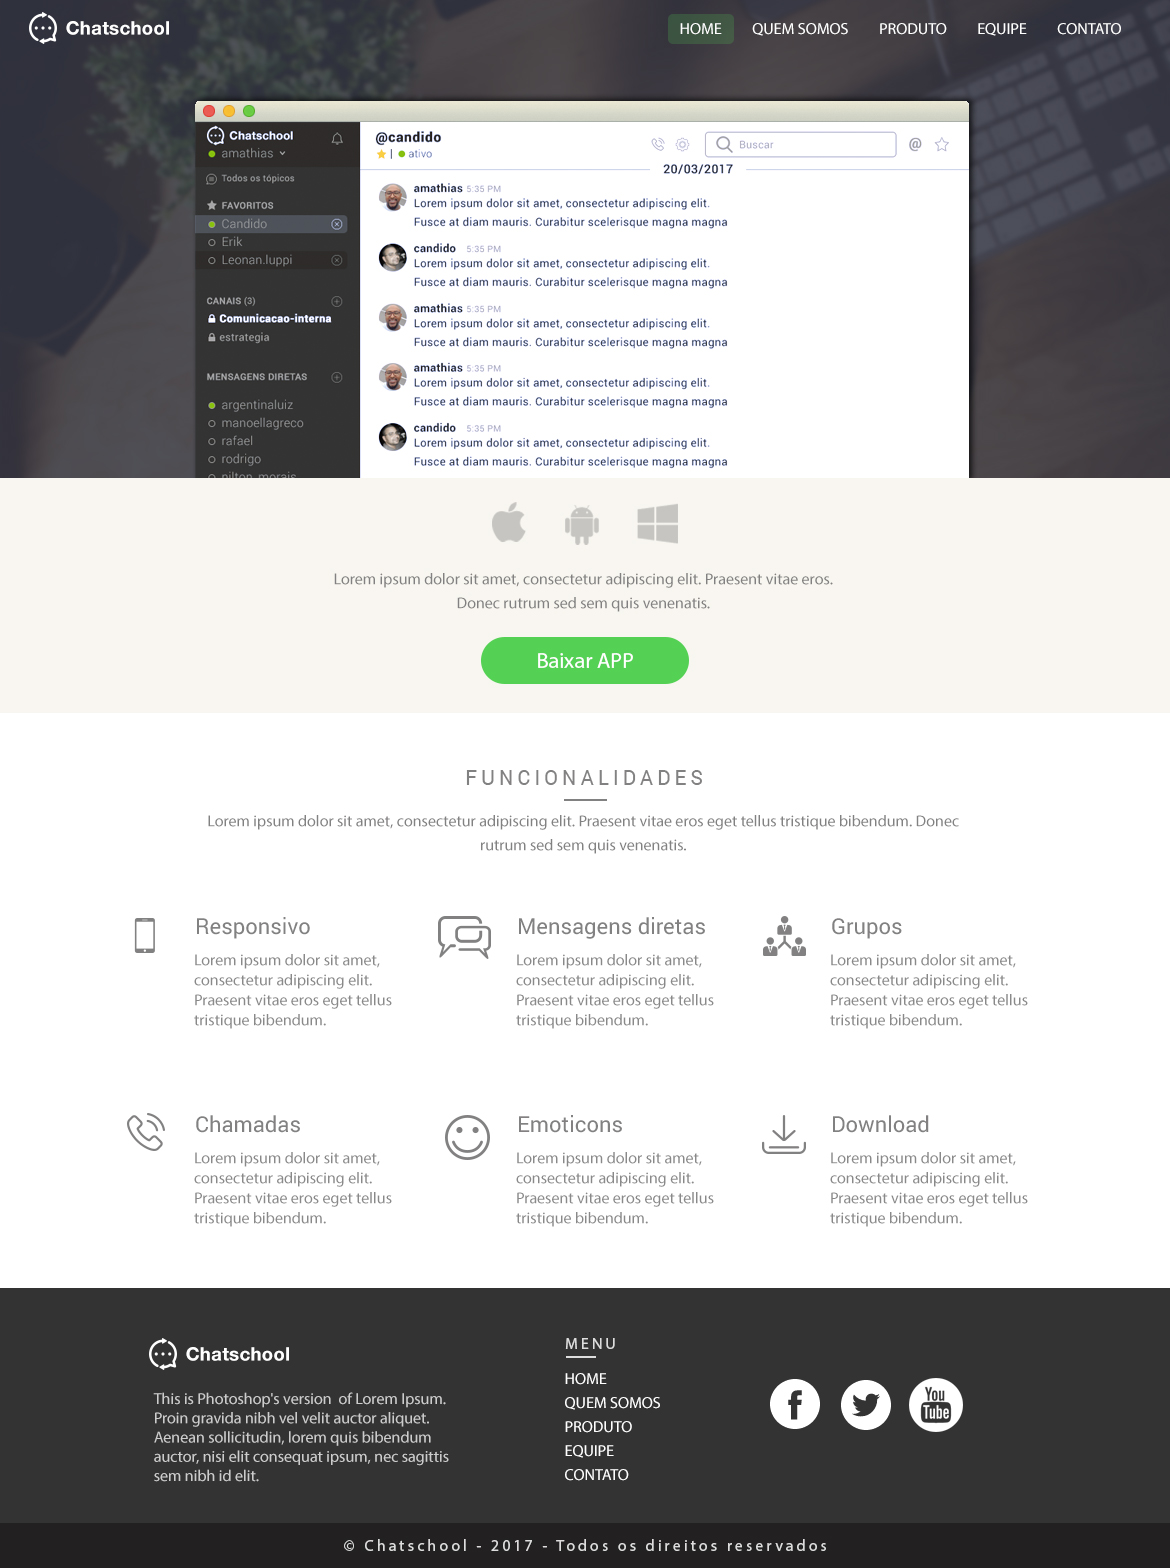 Chatschool
HOME QUEM SOMOS PRODUTO EQUIPE CONTATO
Chatschool
amathias
Todos os tópicos
FAVORITOS
Candido
Erik
Leonan.luppi
CANAIS (3)
Comunicacao-interna
estrategia
MENSAGENS DIRETAS
argentinaluiz
manoellagreco
rafael
rodrigo
nilton_morais
@candido
| ativo
Buscar
@
20/03/2017
amathias 5:35 PM
Lorem ipsum dolor sit amet, consectetur adipiscing elit.
Fusce at diam mauris. Curabitur scelerisque magna magna
candido 5:35 PM
Lorem ipsum dolor sit amet, consectetur adipiscing elit.
Fusce at diam mauris. Curabitur scelerisque magna magna
amathias 5:35 PM
Lorem ipsum dolor sit amet, consectetur adipiscing elit.
Fusce at diam mauris. Curabitur scelerisque magna magna
amathias 5:35 PM
Lorem ipsum dolor sit amet, consectetur adipiscing elit.
Fusce at diam mauris. Curabitur scelerisque magna magna
candido 5:35 PM
Lorem ipsum dolor sit amet, consectetur adipiscing elit.
Fusce at diam mauris. Curabitur scelerisque magna magna
Lorem ipsum dolor sit amet, consectetur adipiscing elit. Praesent vitae eros.
Donec rutrum sed sem quis venenatis.
Baixar APP
FUNCIONALIDADES
Lorem ipsum dolor sit amet, consectetur adipiscing elit. Praesent vitae eros eget tellus tristique bibendum. Donec
rutrum sed sem quis venenatis.
Responsivo
Lorem ipsum dolor sit amet,
consectetur adipiscing elit.
Praesent vitae eros eget tellus
tristique bibendum.
Mensagens diretas
Lorem ipsum dolor sit amet,
consectetur adipiscing elit.
Praesent vitae eros eget tellus
tristique bibendum.
Grupos
Lorem ipsum dolor sit amet,
consectetur adipiscing elit.
Praesent vitae eros eget tellus
tristique bibendum.
Chamadas
Lorem ipsum dolor sit amet,
consectetur adipiscing elit.
Praesent vitae eros eget tellus
tristique bibendum.
Emoticons
Lorem ipsum dolor sit amet,
consectetur adipiscing elit.
Praesent vitae eros eget tellus
tristique bibendum.
Download
Lorem ipsum dolor sit amet,
consectetur adipiscing elit.
Praesent vitae eros eget tellus
tristique bibendum.
Chatschool
This is Photoshop's version of Lorem Ipsum.
Proin gravida nibh vel velit auctor aliquet.
Aenean sollicitudin, lorem quis bibendum
auctor, nisi elit consequat ipsum, nec sagittis
sem nibh id elit.
MENU
HOME
QUEM SOMOS
PRODUTO
EQUIPE
CONTATO
f
You
Tube
© Chatschool - 2017 - Todos os direitos reservados